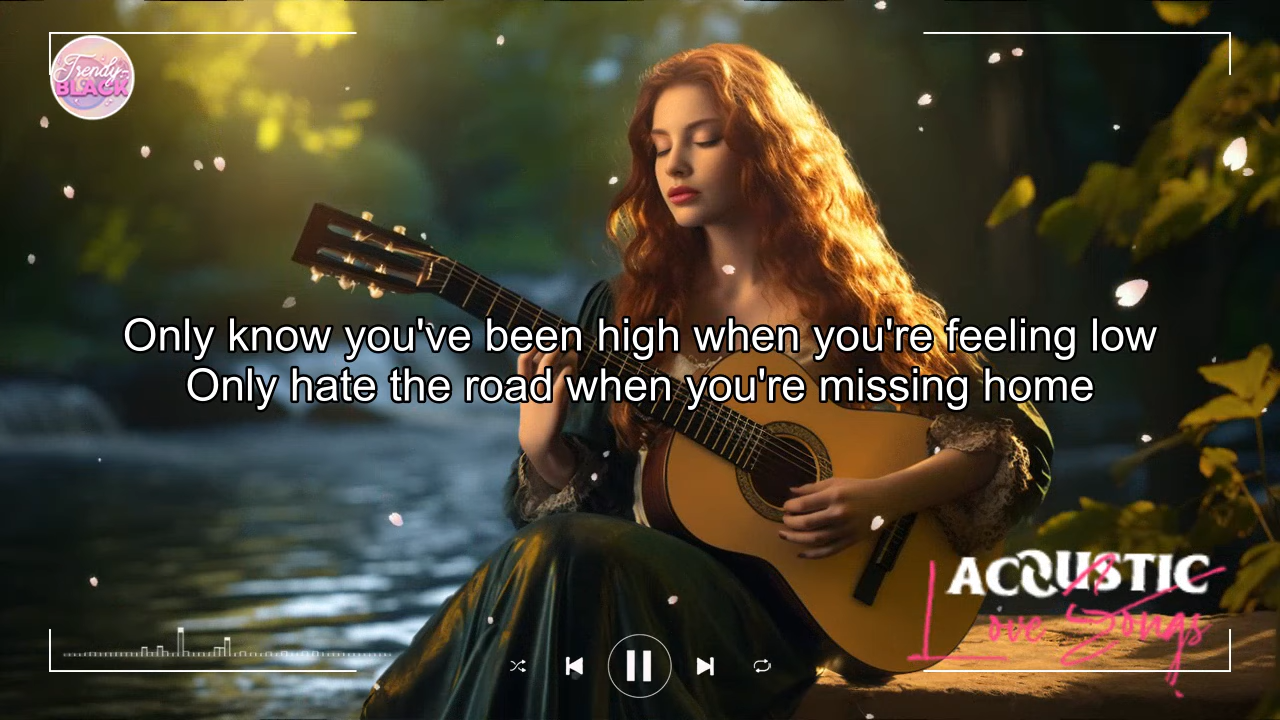 Trendy
BLACK
Only know you've been high when you're feeling low
Only hate the road when you're missing home
ACOUSTIC
Love Songs